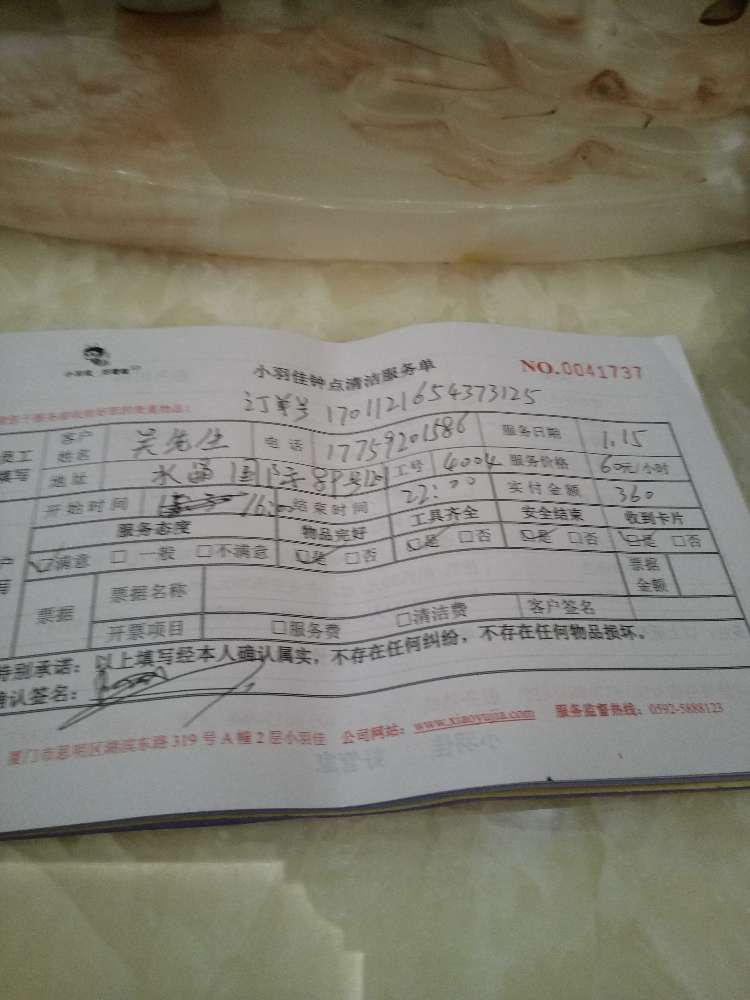 小羽佳 好管家
NO.0041737
小羽佳钟点清洁服务单
订单号 1701121654373125
客户姓名 吴先生 电话 17759201586 服务日期 1.15
地址 工号 4004 服务价格 60元/小时
开始时间 16:00 结束时间 22:00 实付金额 360
服务态度 物品完好 工具齐全 安全结束 收到卡片
☑满意 □一般 □不满意 ☑是 □否 ☑是 □否 ☑是 □否 ☑是 □否
票据 票据名称 票据金额
开票项目 □服务费 □清洁费 客户签名
特别承诺：以上填写经本人确认属实，不存在任何纠纷，不存在任何物品损坏。
确认签名：
厦门市思明区湖滨东路319号A幢2层小羽佳 公司网站：www.xiaoyujia.com 服务监督热线：0592-5888123